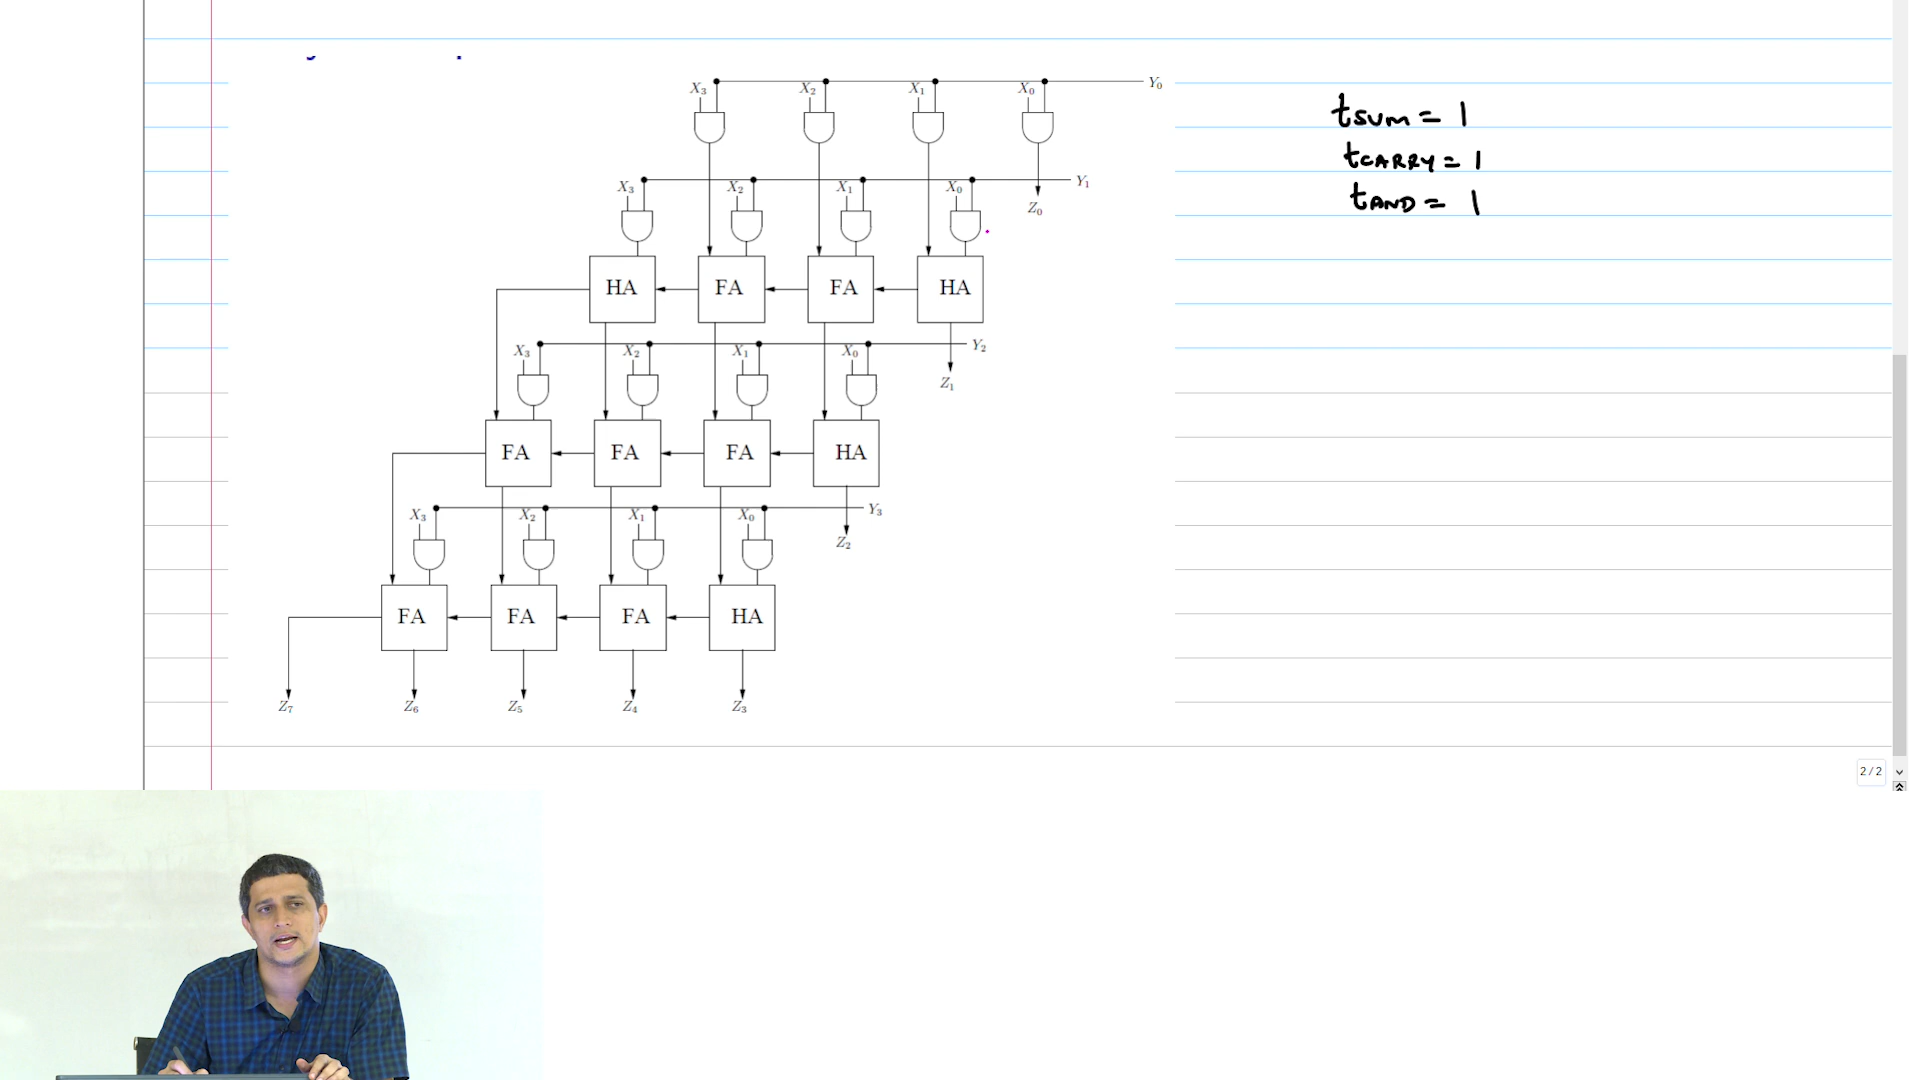 X3 X2 X1 X0 Y0
tSUM = 1
tCARRY = 1
tAND = 1
X3 X2 X1 X0 Y1
Z0
HA FA FA HA
X3 X2 X1 X0 Y2
Z1
FA FA FA HA
X3 X2 X1 X0 Y3
Z2
FA FA FA HA
Z7 Z6 Z5 Z4 Z3
2 / 2